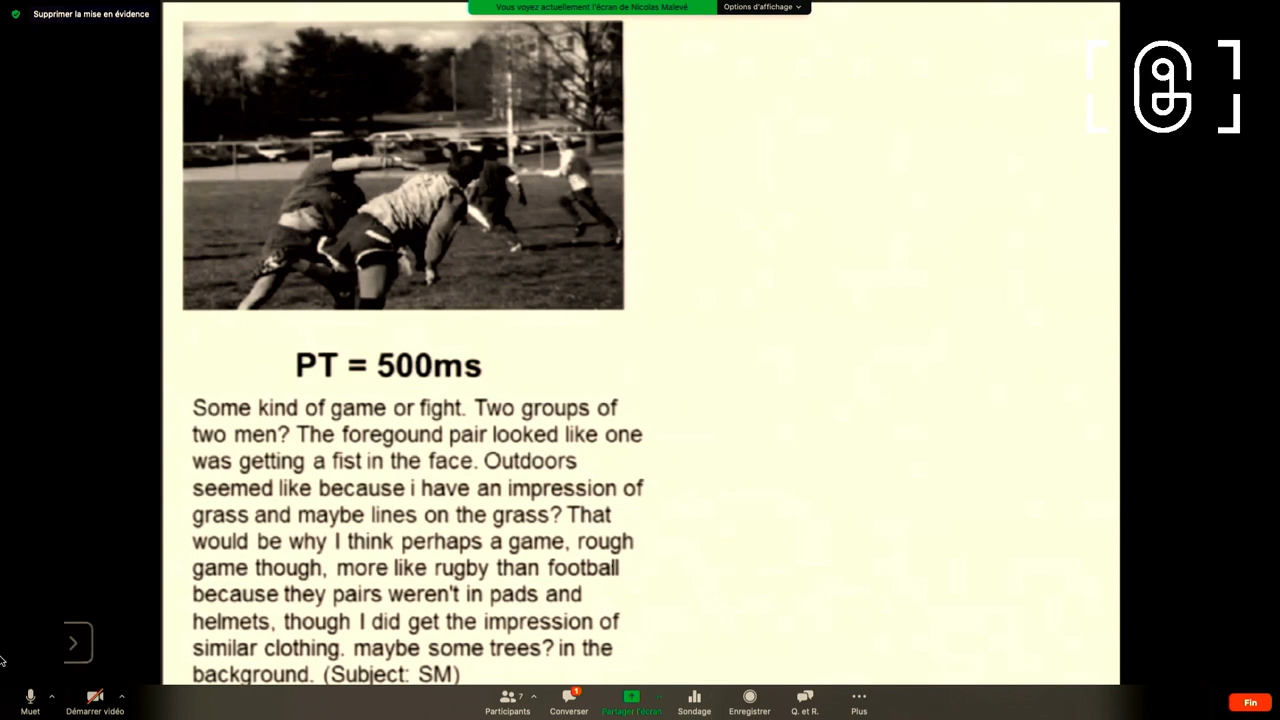 Supprimer la mise en évidence
Vous voyez actuellement l'écran de Nicolas Malevé
Options d'affichage
PT = 500ms
Some kind of game or fight. Two groups of
two men? The foregound pair looked like one
was getting a fist in the face. Outdoors
seemed like because i have an impression of
grass and maybe lines on the grass? That
would be why I think perhaps a game, rough
game though, more like rugby than football
because they pairs weren't in pads and
helmets, though I did get the impression of
similar clothing. maybe some trees? in the
background. (Subject: SM)
Muet
Démarrer vidéo
Participants
7
Converser
1
Partager l'écran
Sondage
Enregistrer
Q. et R.
Plus
Fin